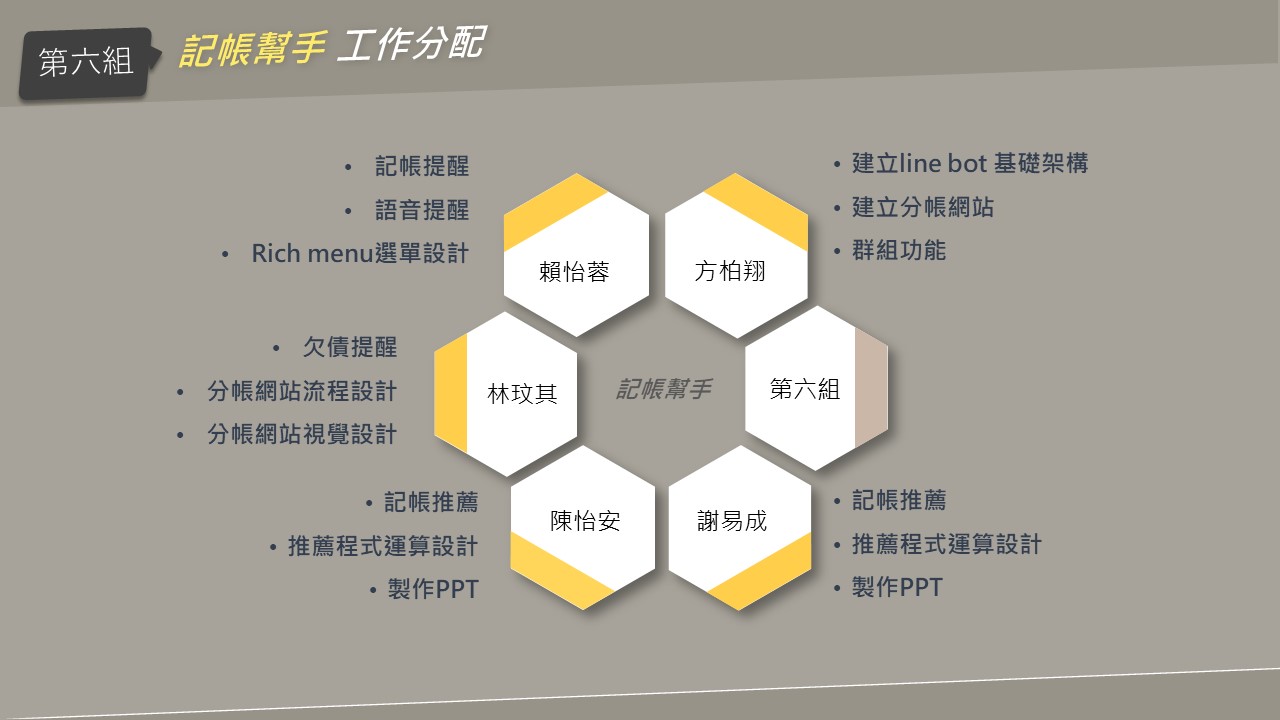 第六組
記帳幫手 工作分配
• 記帳提醒
• 語音提醒
• Rich menu選單設計
賴怡蓉
方柏翔
• 建立line bot 基礎架構
• 建立分帳網站
• 群組功能
• 欠債提醒
• 分帳網站流程設計
• 分帳網站視覺設計
林玟其
記帳幫手
第六組
• 記帳推薦
• 推薦程式運算設計
• 製作PPT
陳怡安
謝易成
• 記帳推薦
• 推薦程式運算設計
• 製作PPT